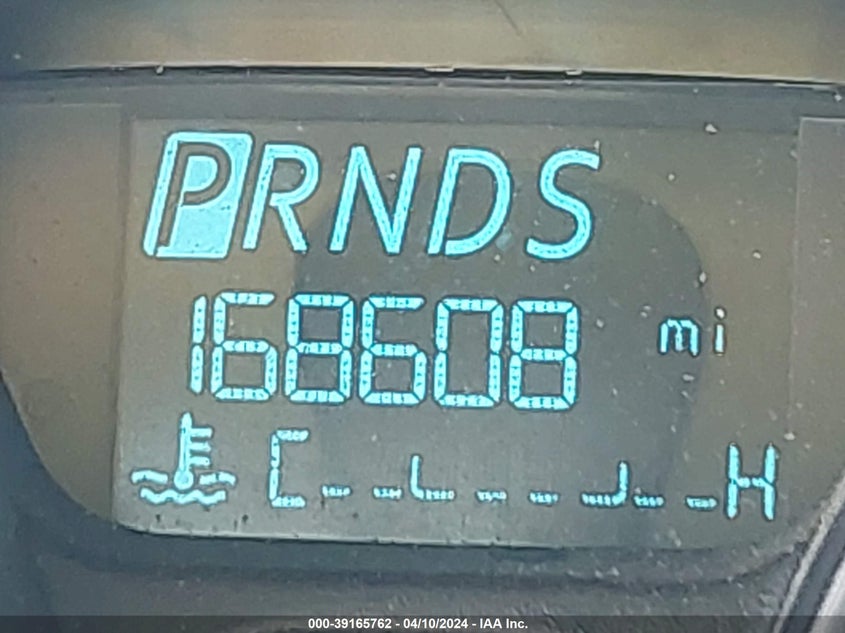 PRNDS
168608 mi
C H
000-39165762 - 04/10/2024 - IAA Inc.